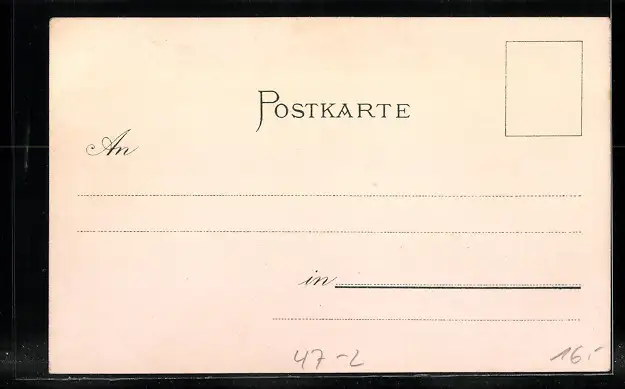 POSTKARTE
An
in
47-2
16.-